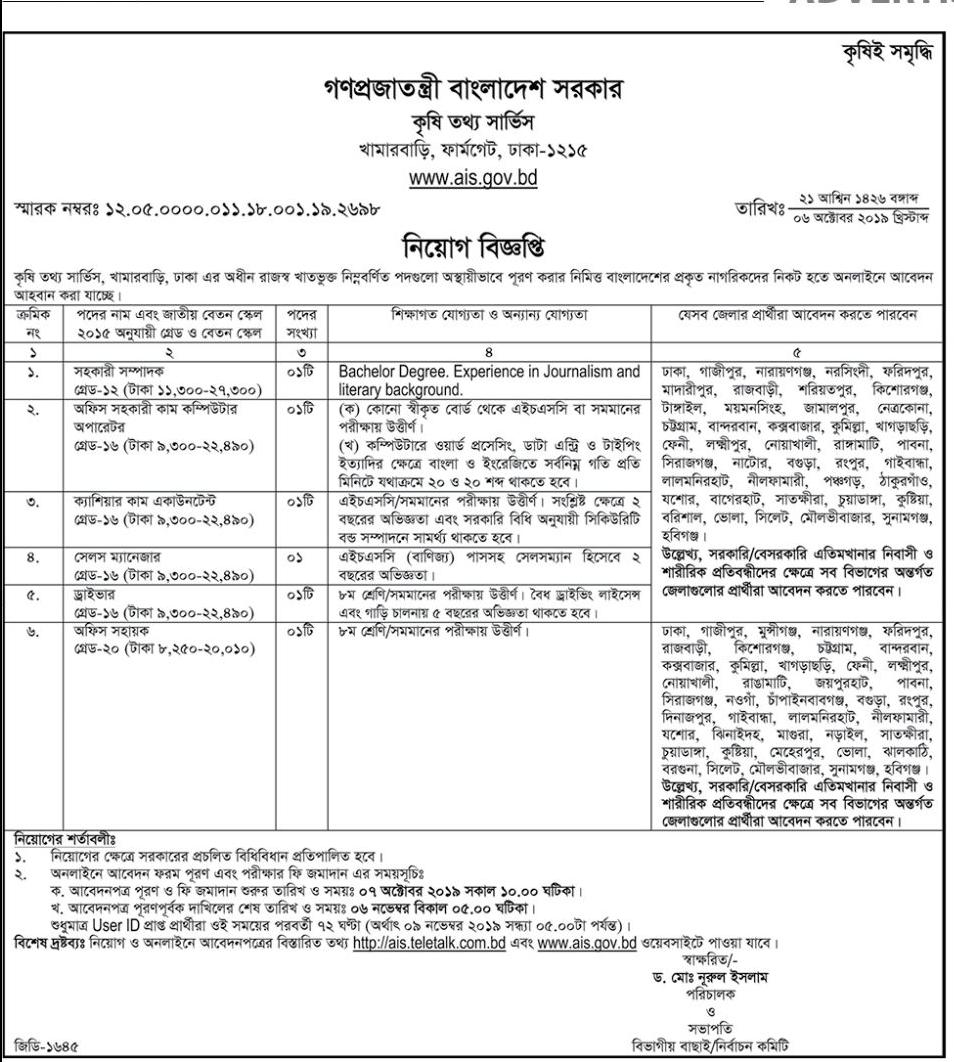 কৃষিই সমৃদ্ধি
গণপ্রজাতন্ত্রী বাংলাদেশ সরকার
কৃষি তথ্য সার্ভিস
খামারবাড়ি, ফার্মগেট, ঢাকা-১২১৫
www.ais.gov.bd
স্মারক নম্বরঃ ১২.০৫.০০০০.০১১.১৮.০০১.১৯.২৬৯৮
তারিখঃ ২১ আশ্বিন ১৪২৬ বঙ্গাব্দ
০৬ অক্টোবর ২০১৯ খ্রিস্টাব্দ
নিয়োগ বিজ্ঞপ্তি
কৃষি তথ্য সার্ভিস, খামারবাড়ি, ঢাকা এর অধীন রাজস্ব খাতভুক্ত নিম্নবর্ণিত পদগুলো অস্থায়ীভাবে পূরণ করার নিমিত্ত বাংলাদেশের প্রকৃত নাগরিকদের নিকট হতে অনলাইনে আবেদন
আহবান করা যাচ্ছে।
ক্রমিক
নং
পদের নাম এবং জাতীয় বেতন স্কেল
২০১৫ অনুযায়ী গ্রেড ও বেতন স্কেল
পদের
সংখ্যা
শিক্ষাগত যোগ্যতা ও অন্যান্য যোগ্যতা
যেসব জেলার প্রার্থীরা আবেদন করতে পারবেন
১
২
৩
৪
৫
১.
সহকারী সম্পাদক
গ্রেড-১২ (টাকা ১১,৩০০-২৭,৩০০)
০১টি
Bachelor Degree. Experience in Journalism and
literary background.
২.
অফিস সহকারী কাম কম্পিউটার
অপারেটর
গ্রেড-১৬ (টাকা ৯,৩০০-২২,৪৯০)
০১টি
(ক) কোনো স্বীকৃত বোর্ড থেকে এইচএসসি বা সমমানের
পরীক্ষায় উত্তীর্ণ।
(খ) কম্পিউটারে ওয়ার্ড প্রসেসিং, ডাটা এন্ট্রি ও টাইপিং
ইত্যাদির ক্ষেত্রে বাংলা ও ইংরেজিতে সর্বনিম্ন গতি প্রতি
মিনিটে যথাক্রমে ২০ ও ২০ শব্দ থাকতে হবে।
৩.
ক্যাশিয়ার কাম একাউনটেন্ট
গ্রেড-১৬ (টাকা ৯,৩০০-২২,৪৯০)
০১টি
এইচএসসি/সমমানের পরীক্ষায় উত্তীর্ণ। সংশ্লিষ্ট ক্ষেত্রে ২
বছরের অভিজ্ঞতা এবং সরকারি বিধি অনুযায়ী সিকিউরিটি
বন্ড সম্পাদনে সামর্থ্য থাকতে হবে।
৪.
সেলস ম্যানেজার
গ্রেড-১৬ (টাকা ৯,৩০০-২২,৪৯০)
০১
এইচএসসি (বাণিজ্য) পাসসহ সেলসম্যান হিসেবে ২
বছরের অভিজ্ঞতা।
৫.
ড্রাইভার
গ্রেড-১৬ (টাকা ৯,৩০০-২২,৪৯০)
০১টি
৮ম শ্রেণি/সমমানের পরীক্ষায় উত্তীর্ণ। বৈধ ড্রাইভিং লাইসেন্স
এবং গাড়ি চালনায় ৫ বছরের অভিজ্ঞতা থাকতে হবে।
ঢাকা, গাজীপুর, নারায়ণগঞ্জ, নরসিংদী, ফরিদপুর,
মাদারীপুর, রাজবাড়ী, শরিয়তপুর, কিশোরগঞ্জ,
টাঙ্গাইল, ময়মনসিংহ, জামালপুর, নেত্রকোনা,
চট্টগ্রাম, বান্দরবান, কক্সবাজার, কুমিল্লা, খাগড়াছড়ি,
ফেনী, লক্ষ্মীপুর, নোয়াখালী, রাঙ্গামাটি, পাবনা,
সিরাজগঞ্জ, নাটোর, বগুড়া, রংপুর, গাইবান্ধা,
লালমনিরহাট, নীলফামারী, পঞ্চগড়, ঠাকুরগাঁও,
যশোর, বাগেরহাট, সাতক্ষীরা, চুয়াডাঙ্গা, কুষ্টিয়া,
বরিশাল, ভোলা, সিলেট, মৌলভীবাজার, সুনামগঞ্জ,
হবিগঞ্জ।
উল্লেখ্য, সরকারি/বেসরকারি এতিমখানার নিবাসী ও
শারীরিক প্রতিবন্ধীদের ক্ষেত্রে সব বিভাগের অন্তর্গত
জেলাগুলোর প্রার্থীরা আবেদন করতে পারবেন।
৬.
অফিস সহায়ক
গ্রেড-২০ (টাকা ৮,২৫০-২০,০১০)
০১টি
৮ম শ্রেণি/সমমানের পরীক্ষায় উত্তীর্ণ।
ঢাকা, গাজীপুর, মুন্সীগঞ্জ, নারায়ণগঞ্জ, ফরিদপুর,
রাজবাড়ী, কিশোরগঞ্জ, চট্টগ্রাম, বান্দরবান,
কক্সবাজার, কুমিল্লা, খাগড়াছড়ি, ফেনী, লক্ষ্মীপুর,
নোয়াখালী, রাঙামাটি, জয়পুরহাট, পাবনা,
সিরাজগঞ্জ, নওগাঁ, চাঁপাইনবাবগঞ্জ, বগুড়া, রংপুর,
দিনাজপুর, গাইবান্ধা, লালমনিরহাট, নীলফামারী,
যশোর, ঝিনাইদহ, মাগুরা, নড়াইল, সাতক্ষীরা,
চুয়াডাঙ্গা, কুষ্টিয়া, মেহেরপুর, ভোলা, ঝালকাঠি,
বরগুনা, সিলেট, মৌলভীবাজার, সুনামগঞ্জ, হবিগঞ্জ।
উল্লেখ্য, সরকারি/বেসরকারি এতিমখানার নিবাসী ও
শারীরিক প্রতিবন্ধীদের ক্ষেত্রে সব বিভাগের অন্তর্গত
জেলাগুলোর প্রার্থীরা আবেদন করতে পারবেন।
নিয়োগের শর্তাবলীঃ
১. নিয়োগের ক্ষেত্রে সরকারের প্রচলিত বিধিবিধান প্রতিপালিত হবে।
২. অনলাইনে আবেদন ফরম পূরণ এবং পরীক্ষার ফি জমাদান এর সময়সূচিঃ
ক. আবেদনপত্র পূরণ ও ফি জমাদান শুরুর তারিখ ও সময়ঃ ০৭ অক্টোবর ২০১৯ সকাল ১০.০০ ঘটিকা।
খ. আবেদনপত্র পূরণপূর্বক দাখিলের শেষ তারিখ ও সময়ঃ ০৬ নভেম্বর বিকাল ০৫.০০ ঘটিকা।
শুধুমাত্র User ID প্রাপ্ত প্রার্থীরা ওই সময়ের পরবর্তী ৭২ ঘণ্টা (অর্থাৎ ০৯ নভেম্বর ২০১৯ সন্ধ্যা ০৫.০০টা পর্যন্ত)।
বিশেষ দ্রষ্টব্যঃ নিয়োগ ও অনলাইনে আবেদনপত্রের বিস্তারিত তথ্য http://ais.teletalk.com.bd এবং www.ais.gov.bd ওয়েবসাইটে পাওয়া যাবে।
স্বাক্ষরিত/-
ড. মোঃ নূরুল ইসলাম
পরিচালক
ও
সভাপতি
জিডি-১৬৪৫
বিভাগীয় বাছাই/নির্বাচন কমিটি